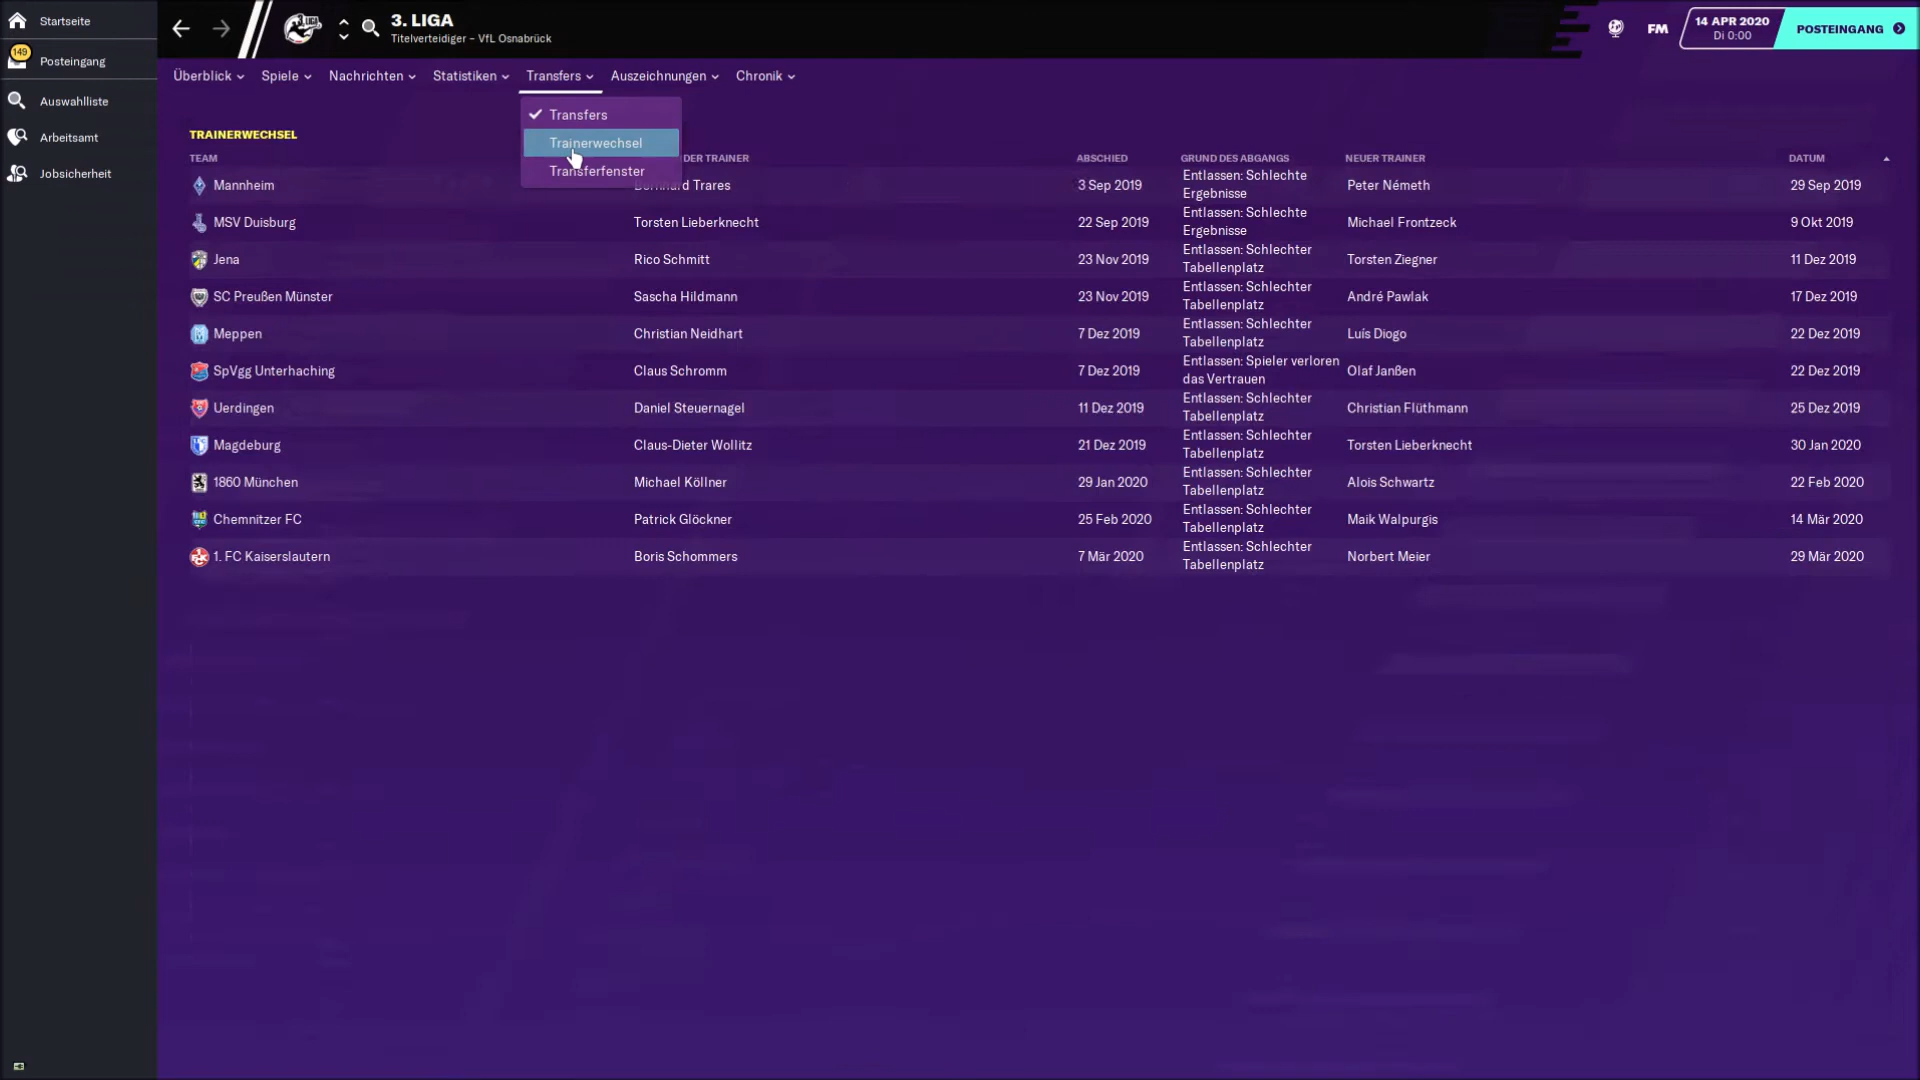 Startseite
149
Posteingang
Auswahlliste
Arbeitsamt
Jobsicherheit
3. LIGA
Titelverteidiger – VfL Osnabrück
FM
14 APR 2020
Di 0:00
POSTEINGANG
Überblick
Spiele
Nachrichten
Statistiken
Transfers
Auszeichnungen
Chronik
Transfers
Trainerwechsel
Transferfenster
TRAINERWECHSEL
TEAM DER TRAINER ABSCHIED GRUND DES ABGANGS NEUER TRAINER DATUM
Mannheim Trares 3 Sep 2019 Entlassen: Schlechte Ergebnisse Peter Németh 29 Sep 2019
MSV Duisburg Torsten Lieberknecht 22 Sep 2019 Entlassen: Schlechte Ergebnisse Michael Frontzeck 9 Okt 2019
Jena Rico Schmitt 23 Nov 2019 Entlassen: Schlechter Tabellenplatz Torsten Ziegner 11 Dez 2019
SC Preußen Münster Sascha Hildmann 23 Nov 2019 Entlassen: Schlechter Tabellenplatz André Pawlak 17 Dez 2019
Meppen Christian Neidhart 7 Dez 2019 Entlassen: Schlechter Tabellenplatz Luís Diogo 22 Dez 2019
SpVgg Unterhaching Claus Schromm 7 Dez 2019 Entlassen: Spieler verloren das Vertrauen Olaf Janßen 22 Dez 2019
Uerdingen Daniel Steuernagel 11 Dez 2019 Entlassen: Schlechter Tabellenplatz Christian Flüthmann 25 Dez 2019
Magdeburg Claus-Dieter Wollitz 21 Dez 2019 Entlassen: Schlechter Tabellenplatz Torsten Lieberknecht 30 Jan 2020
1860 München Michael Köllner 29 Jan 2020 Entlassen: Schlechter Tabellenplatz Alois Schwartz 22 Feb 2020
Chemnitzer FC Patrick Glöckner 25 Feb 2020 Entlassen: Schlechter Tabellenplatz Maik Walpurgis 14 Mär 2020
1. FC Kaiserslautern Boris Schommers 7 Mär 2020 Entlassen: Schlechter Tabellenplatz Norbert Meier 29 Mär 2020